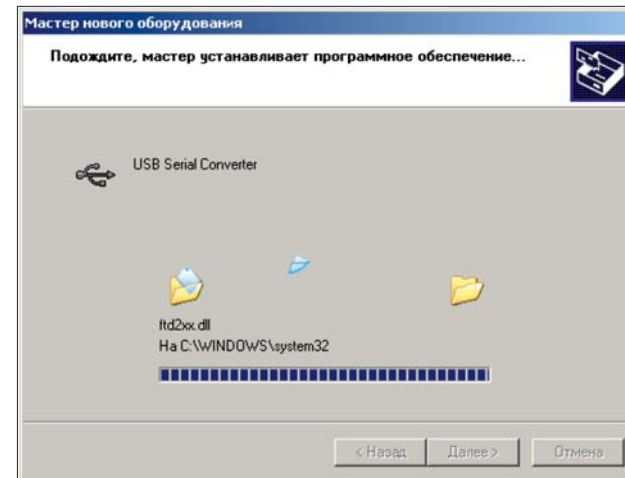 Мастер нового оборудования
Подождите, мастер устанавливает программное обеспечение...
USB Serial Converter
ftd2xx.dll
На C:\WINDOWS\system32
< Назад
Далее >
Отмена